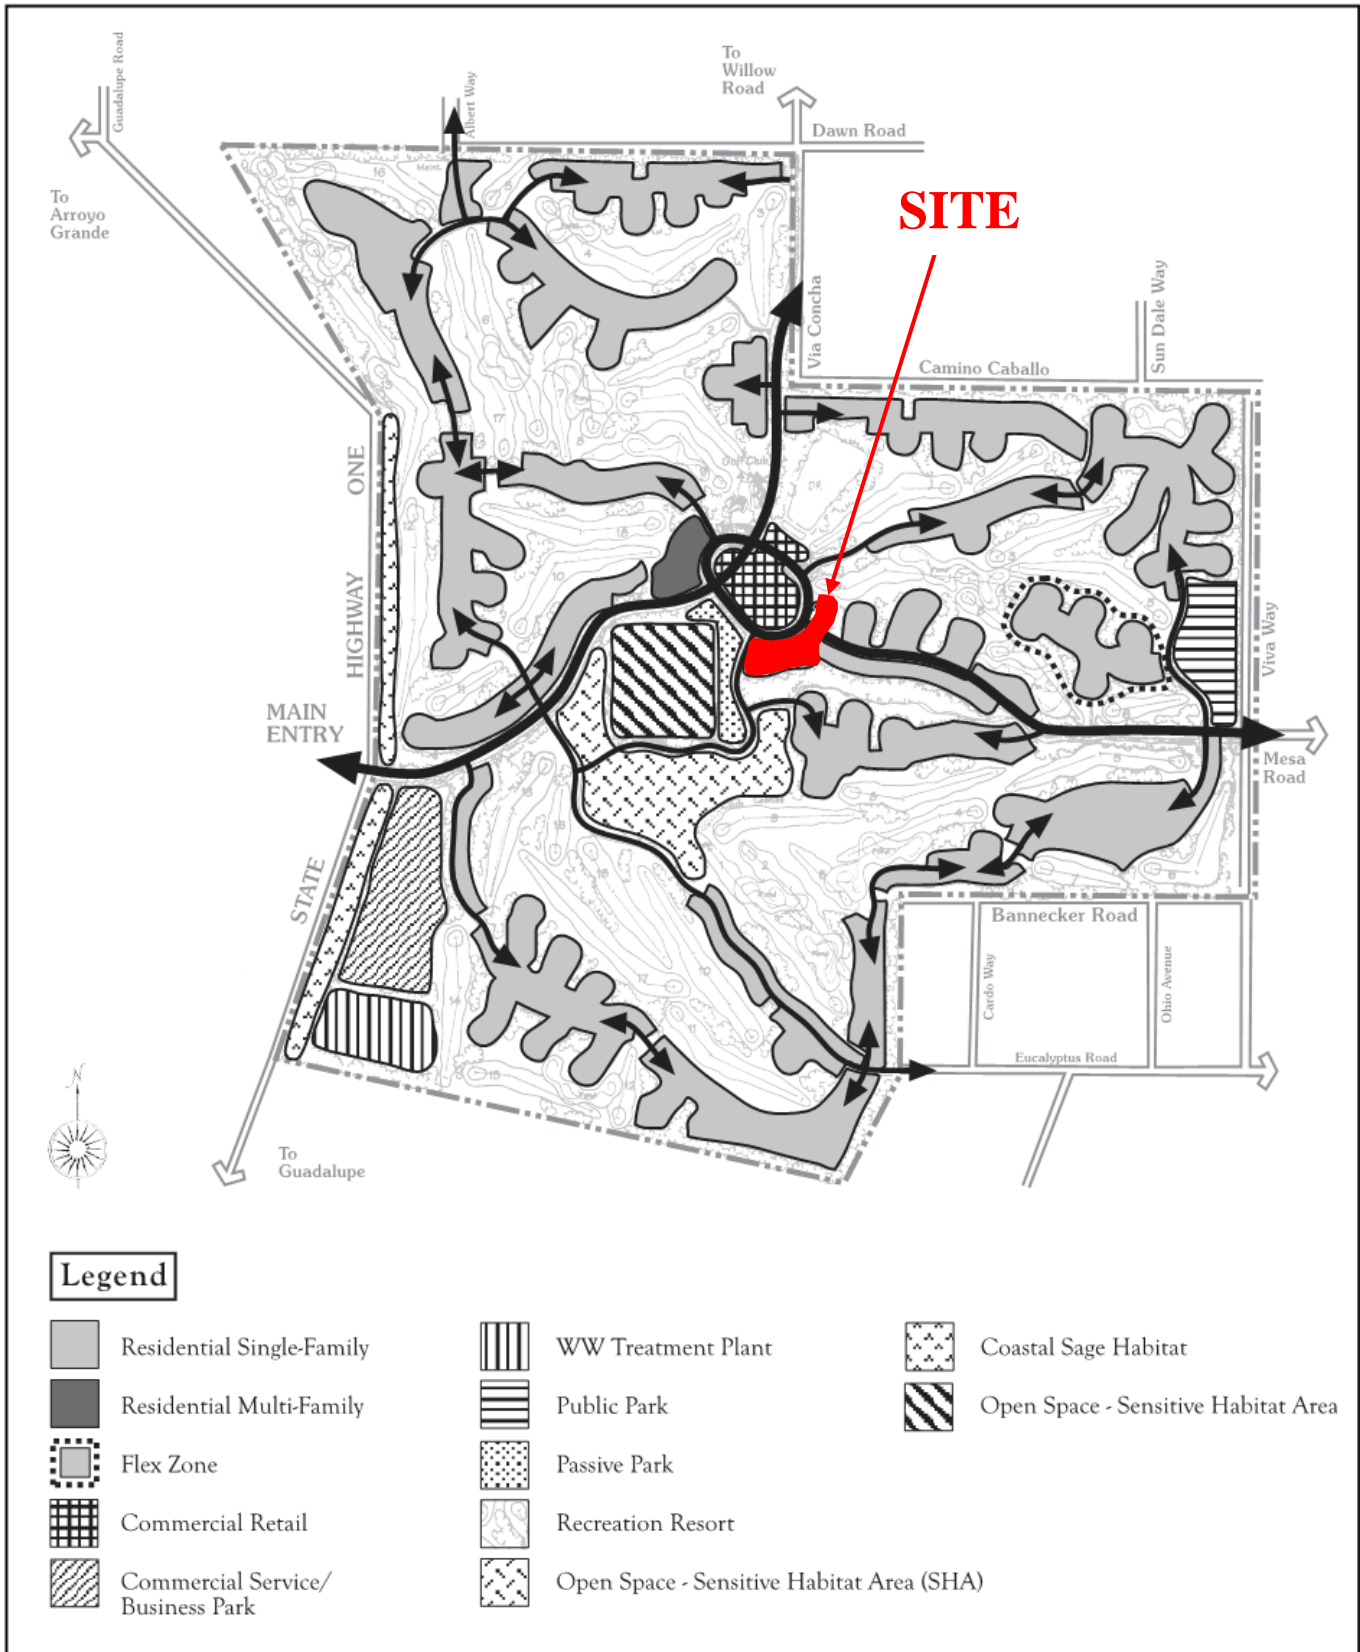 Guadalupe Road
Albert Way
To
Willow
Road
Dawn Road
To
Arroyo
Grande
SITE
Via Concha
Sun Dale Way
Camino Caballo
ONE
HIGHWAY
MAIN
ENTRY
Viva Way
Mesa
Road
STATE
Bannecker Road
Cardo Way
Ohio Avenue
Eucalyptus Road
N
To
Guadalupe
Legend
Residential Single-Family
Residential Multi-Family
Flex Zone
Commercial Retail
Commercial Service/
Business Park
WW Treatment Plant
Public Park
Passive Park
Recreation Resort
Open Space - Sensitive Habitat Area (SHA)
Coastal Sage Habitat
Open Space - Sensitive Habitat Area